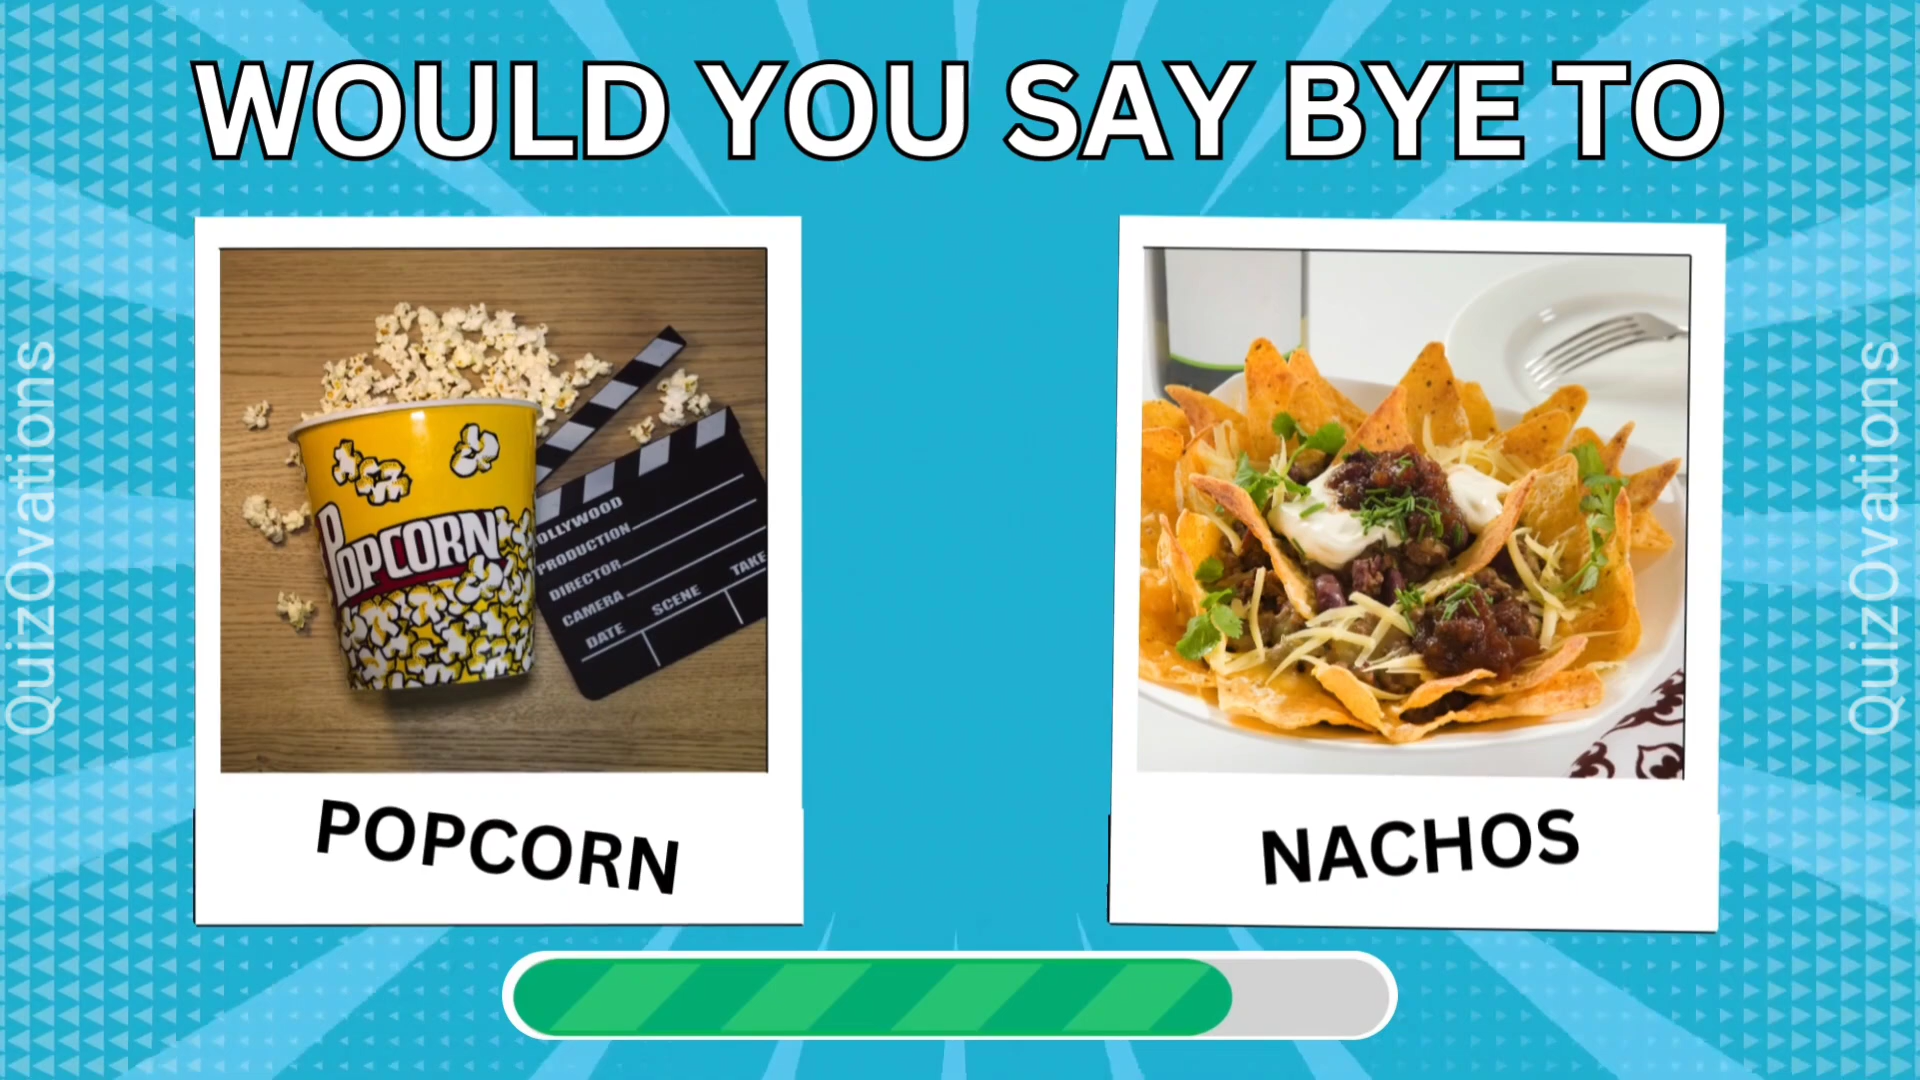 WOULD YOU SAY BYE TO
QuizOvations
POPCORN
OLLYWOOD
PRODUCTION
DIRECTOR
CAMERA
DATE SCENE TAKE
POPCORN
NACHOS
QuizOvations